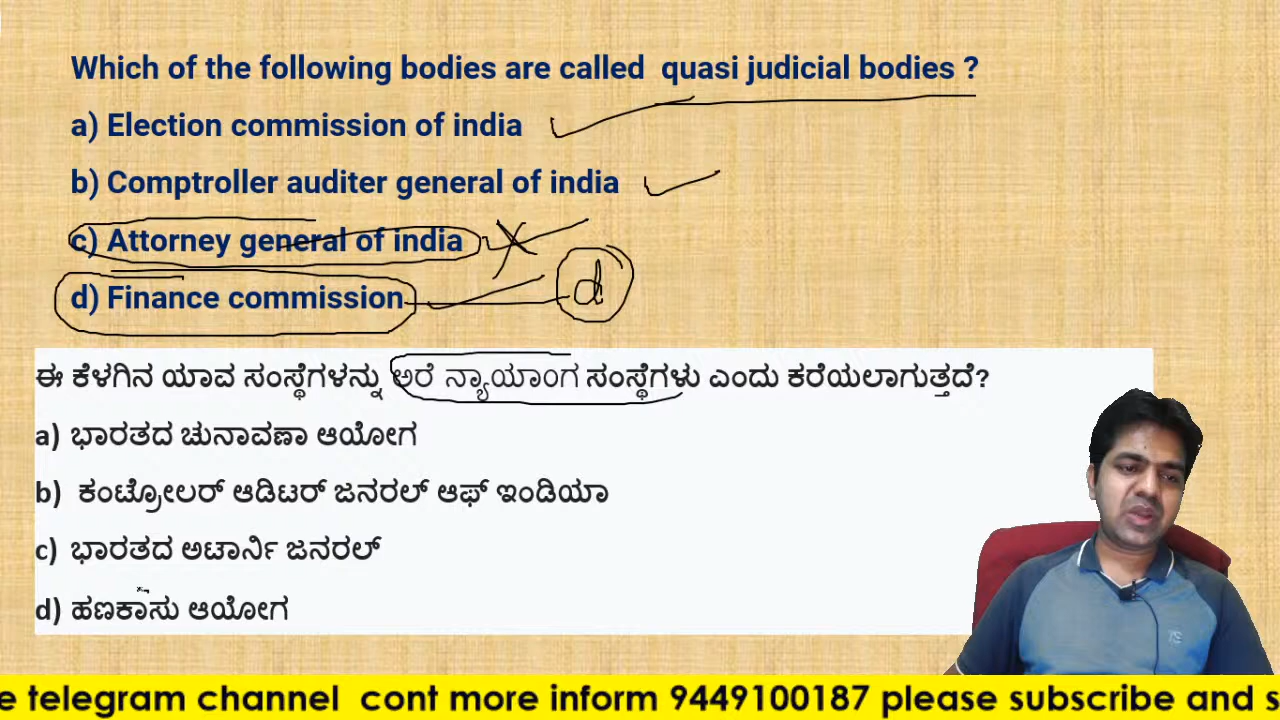 Which of the following bodies are called quasi judicial bodies ?
a) Election commission of india
b) Comptroller auditer general of india
c) Attorney general of india
d) Finance commission
d
ಈ ಕೆಳಗಿನ ಯಾವ ಸಂಸ್ಥೆಗಳನ್ನು ಅರೆ ನ್ಯಾಯಾಂಗ ಸಂಸ್ಥೆಗಳು ಎಂದು ಕರೆಯಲಾಗುತ್ತದೆ?
a) ಭಾರತದ ಚುನಾವಣಾ ಆಯೋಗ
b) ಕಂಟ್ರೋಲರ್ ಆಡಿಟರ್ ಜನರಲ್ ಆಫ್ ಇಂಡಿಯಾ
c) ಭಾರತದ ಅಟಾರ್ನಿ ಜನರಲ್
d) ಹಣಕಾಸು ಆಯೋಗ
e telegram channel cont more inform 9449100187 please subscribe and s